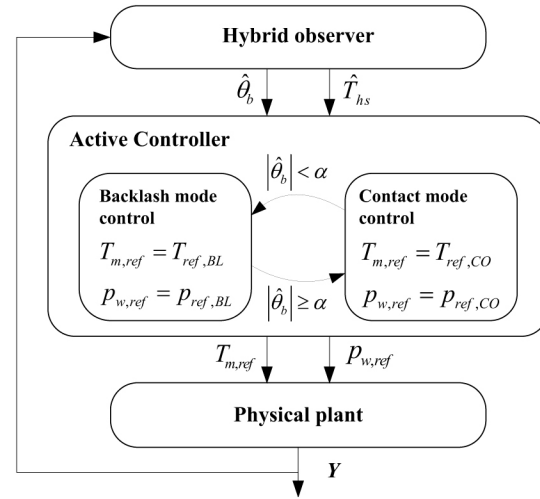 Hybrid observer
θ̂_b T̂_hs
Active Controller
|θ̂_b| < α
Backlash mode
control
T_m,ref = T_ref,BL
p_w,ref = p_ref,BL
Contact mode
control
T_m,ref = T_ref,CO
p_w,ref = p_ref,CO
|θ̂_b| ≥ α
T_m,ref p_w,ref
Physical plant
Y